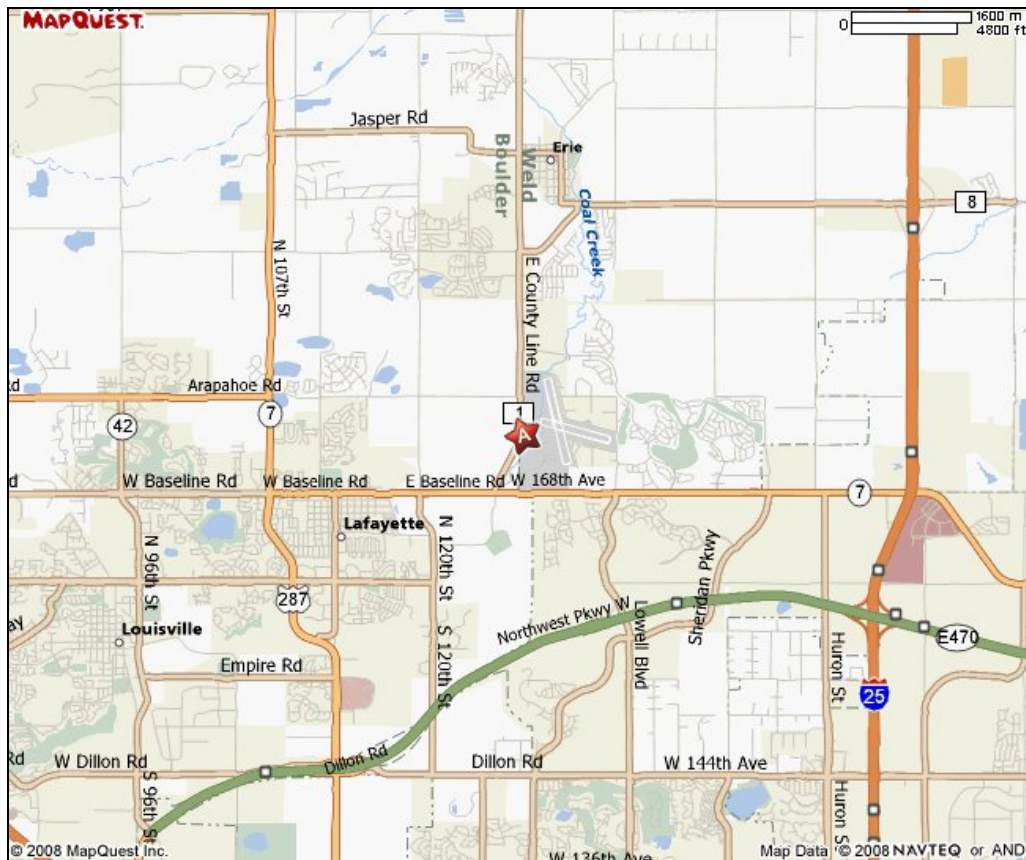 MAPQUEST.
0
1600 m
4800 ft
Jasper Rd
Erie
Boulder
Weld
Coal Creek
8
N 107th St
E County Line Rd
Arapahoe Rd
Rd
42
7
1
A
W Baseline Rd
W Baseline Rd
E Baseline Rd
W 168th Ave
7
Lafayette
N 96th St
N 120th St
287
Louisville
Northwest Pkwy W
Lowell Blvd
Sheridan Pkwy
E470
Empire Rd
S 120th St
Huron St
25
Rd
W Dillon Rd
Dillon Rd
Dillon Rd
W 144th Ave
S 96th St
Huron St
W 136th Ave
© 2008 MapQuest Inc.
Map Data © 2008 NAVTEQ or AND